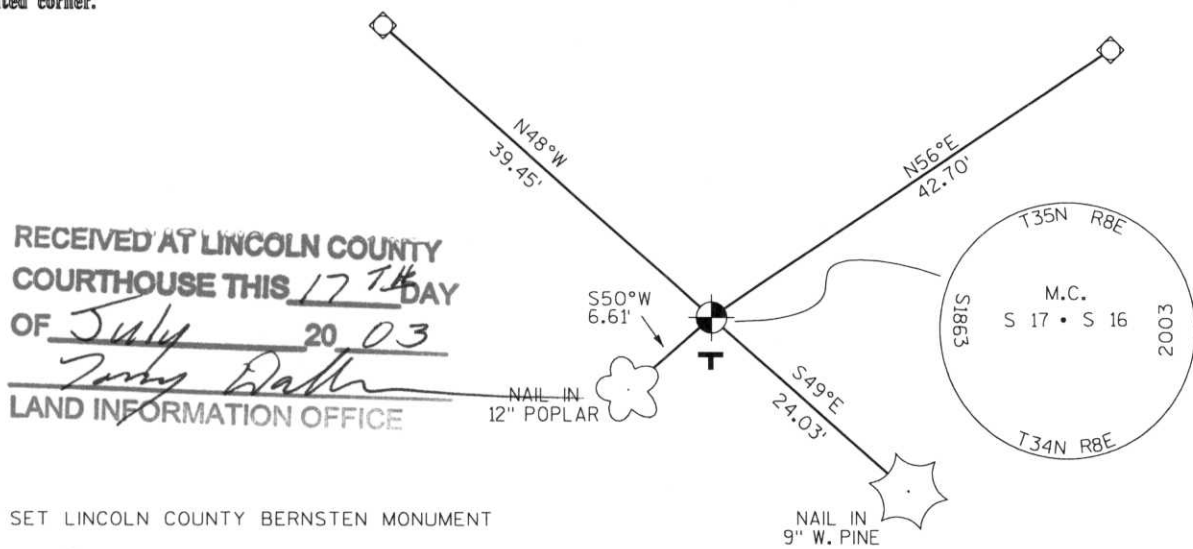 ted corner.
N48°W
39.45'
N56°E
42.70'
RECEIVED AT LINCOLN COUNTY
COURTHOUSE THIS 17TH DAY
OF July 20 03
LAND INFORMATION OFFICE
S50°W
6.61'
T
NAIL IN
12" POPLAR
S49°E
24.03'
NAIL IN
9" W. PINE
T35N R8E
S1863
M.C.
S 17 • S 16
2003
T34N R8E
SET LINCOLN COUNTY BERNSTEN MONUMENT